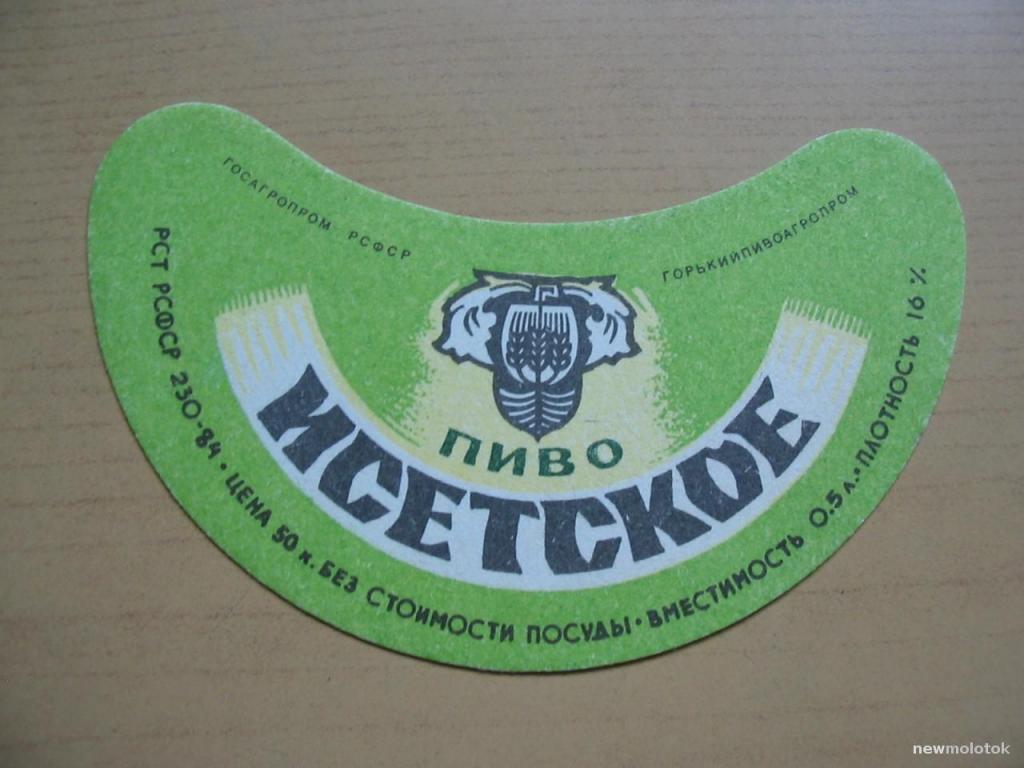 ГОСАГРОПРОМ РСФСР
ГОРЬКИЙПИВОАГРОПРОМ
ПИВО
ИСЕТСКОЕ
РСТ РСФСР 230-84 · ЦЕНА 50 к. БЕЗ СТОИМОСТИ ПОСУДЫ · ВМЕСТИМОСТЬ 0.5 л. · ПЛОТНОСТЬ 16 %
newmolotok